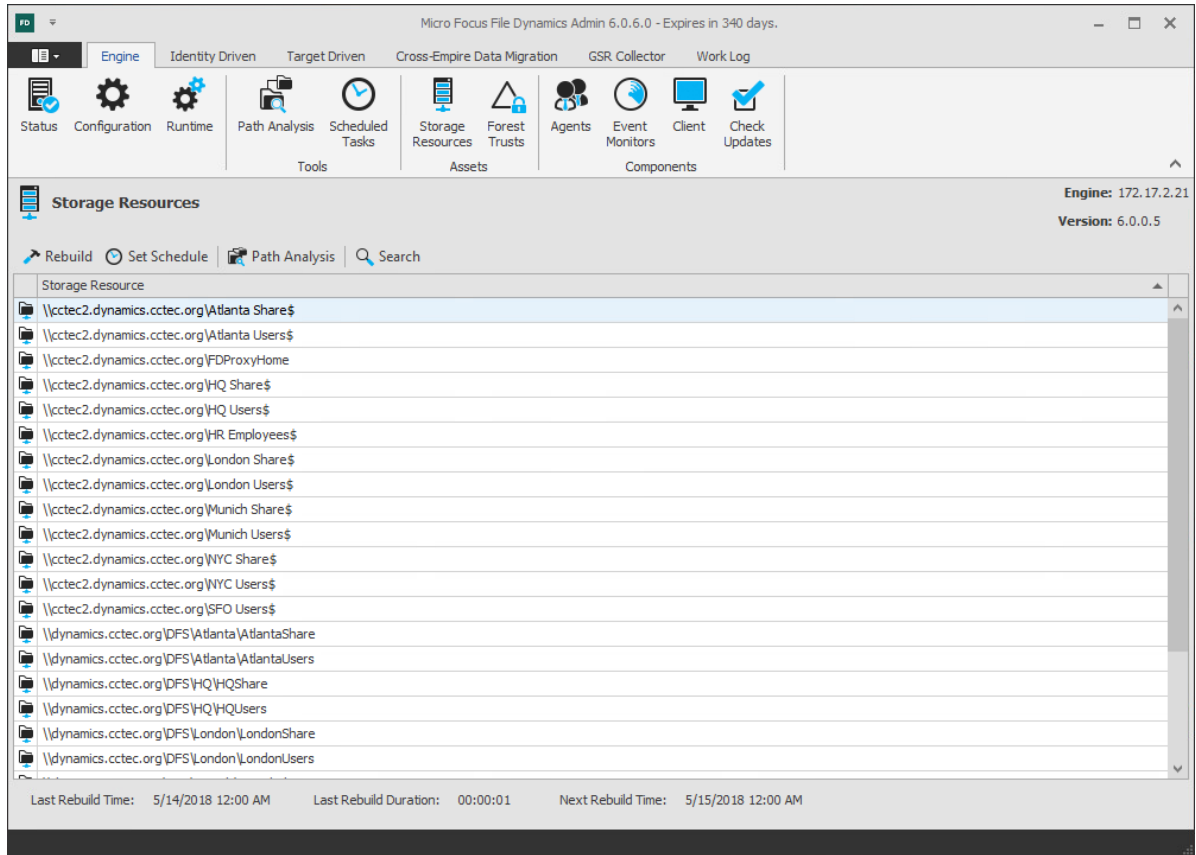 FD
Micro Focus File Dynamics Admin 6.0.6.0 - Expires in 340 days.
Engine Identity Driven Target Driven Cross-Empire Data Migration GSR Collector Work Log
Status Configuration Runtime Path Analysis Scheduled Tasks Storage Resources Forest Trusts Agents Event Monitors Client Check Updates
Tools Assets Components
Storage Resources
Engine: 172.17.2.21
Version: 6.0.0.5
Rebuild Set Schedule Path Analysis Search
Storage Resource
\\cctec2.dynamics.cctec.org\Atlanta Share$
\\cctec2.dynamics.cctec.org\Atlanta Users$
\\cctec2.dynamics.cctec.org\FDProxyHome
\\cctec2.dynamics.cctec.org\HQ Share$
\\cctec2.dynamics.cctec.org\HQ Users$
\\cctec2.dynamics.cctec.org\HR Employees$
\\cctec2.dynamics.cctec.org\London Share$
\\cctec2.dynamics.cctec.org\London Users$
\\cctec2.dynamics.cctec.org\Munich Share$
\\cctec2.dynamics.cctec.org\Munich Users$
\\cctec2.dynamics.cctec.org\NYC Share$
\\cctec2.dynamics.cctec.org\NYC Users$
\\cctec2.dynamics.cctec.org\SFO Users$
\\dynamics.cctec.org\DFS\Atlanta\AtlantaShare
\\dynamics.cctec.org\DFS\Atlanta\AtlantaUsers
\\dynamics.cctec.org\DFS\HQ\HQShare
\\dynamics.cctec.org\DFS\HQ\HQUsers
\\dynamics.cctec.org\DFS\London\LondonShare
\\dynamics.cctec.org\DFS\London\LondonUsers
Last Rebuild Time: 5/14/2018 12:00 AM Last Rebuild Duration: 00:00:01 Next Rebuild Time: 5/15/2018 12:00 AM